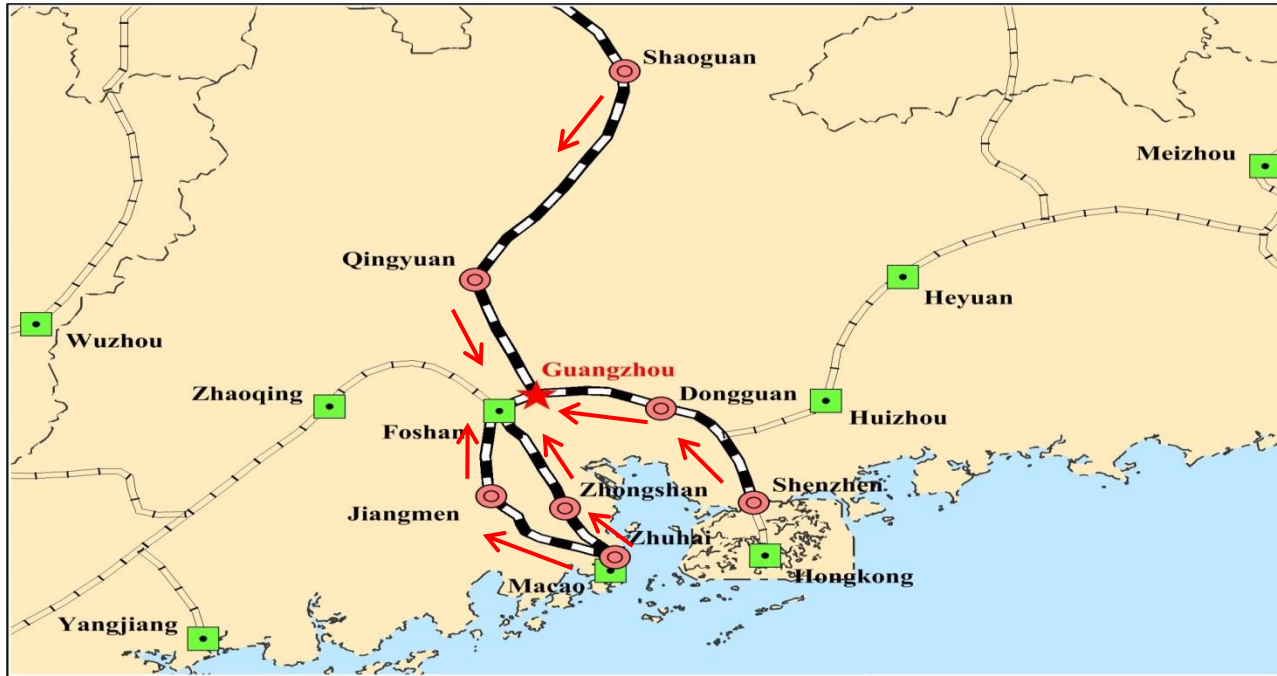 Shaoguan
Meizhou
Qingyuan
Heyuan
Wuzhou
Guangzhou
Zhaoqing
Dongguan
Huizhou
Foshan
Shenzhen
Zhongshan
Jiangmen
Zhuhai
Hongkong
Macao
Yangjiang